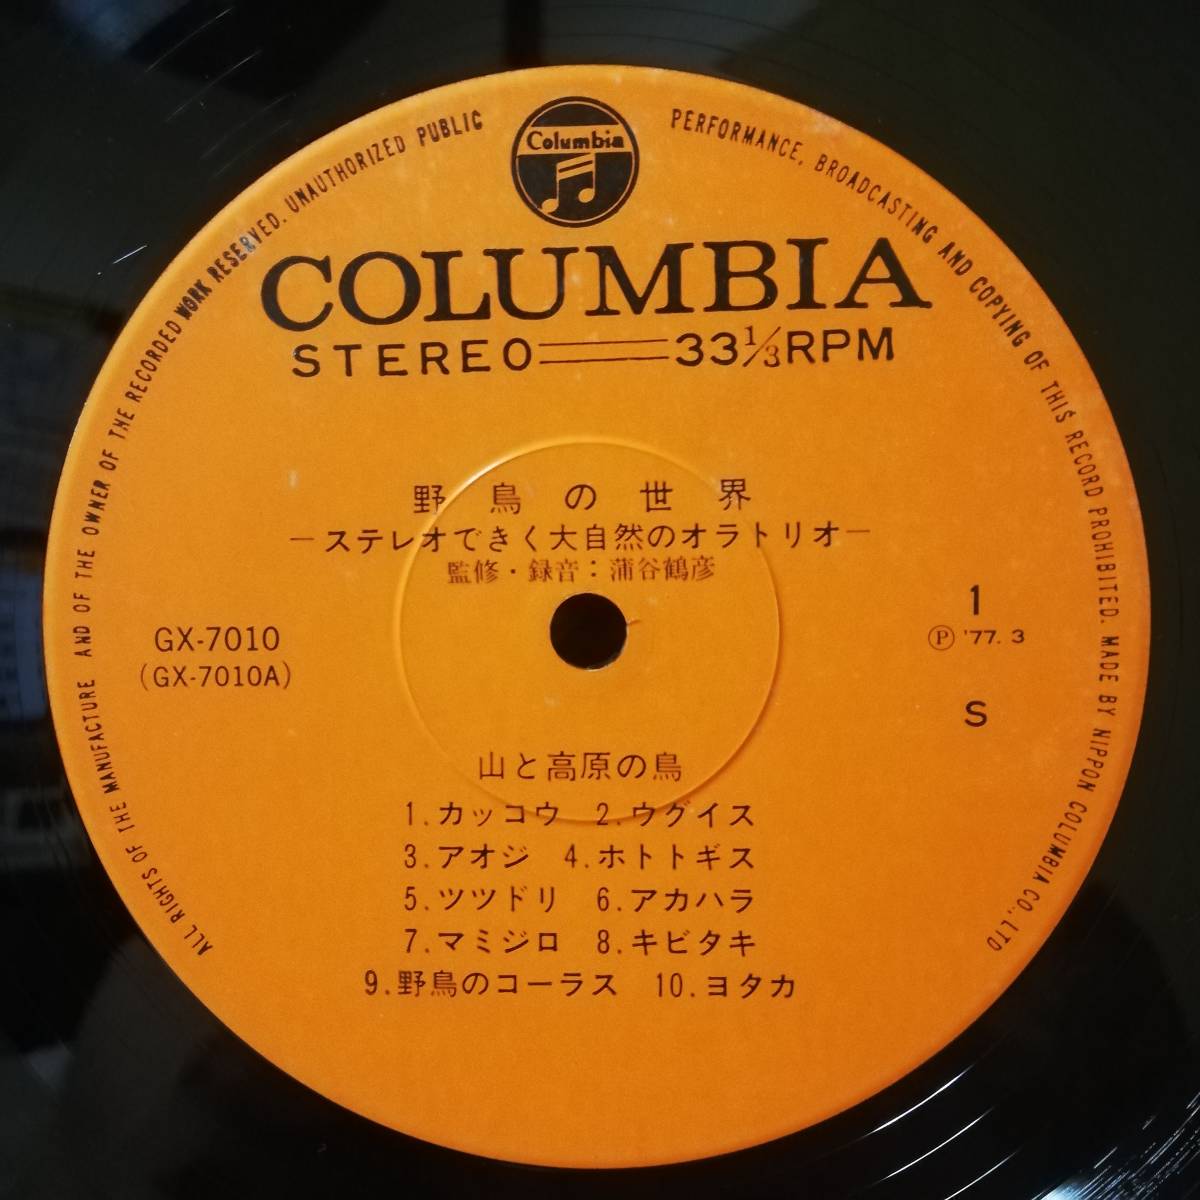 ALL RIGHTS OF THE MANUFACTURE AND OF THE OWNER OF THE RECORDED WORK RESERVED. UNAUTHORIZED PUBLIC PERFORMANCE, BROADCASTING AND COPYING OF THIS RECORD PROHIBITED. MADE BY NIPPON COLUMBIA CO., LTD
Columbia
COLUMBIA
STEREO 33 1/3 RPM
野鳥の世界
―ステレオできく大自然のオラトリオ―
監修・録音：蒲谷鶴彦
GX-7010
(GX-7010A)
1
Ⓟ '77. 3
S
山と高原の鳥
1.カッコウ 2.ウグイス
3.アオジ 4.ホトトギス
5.ツツドリ 6.アカハラ
7.マミジロ 8.キビタキ
9.野鳥のコーラス 10.ヨタカ